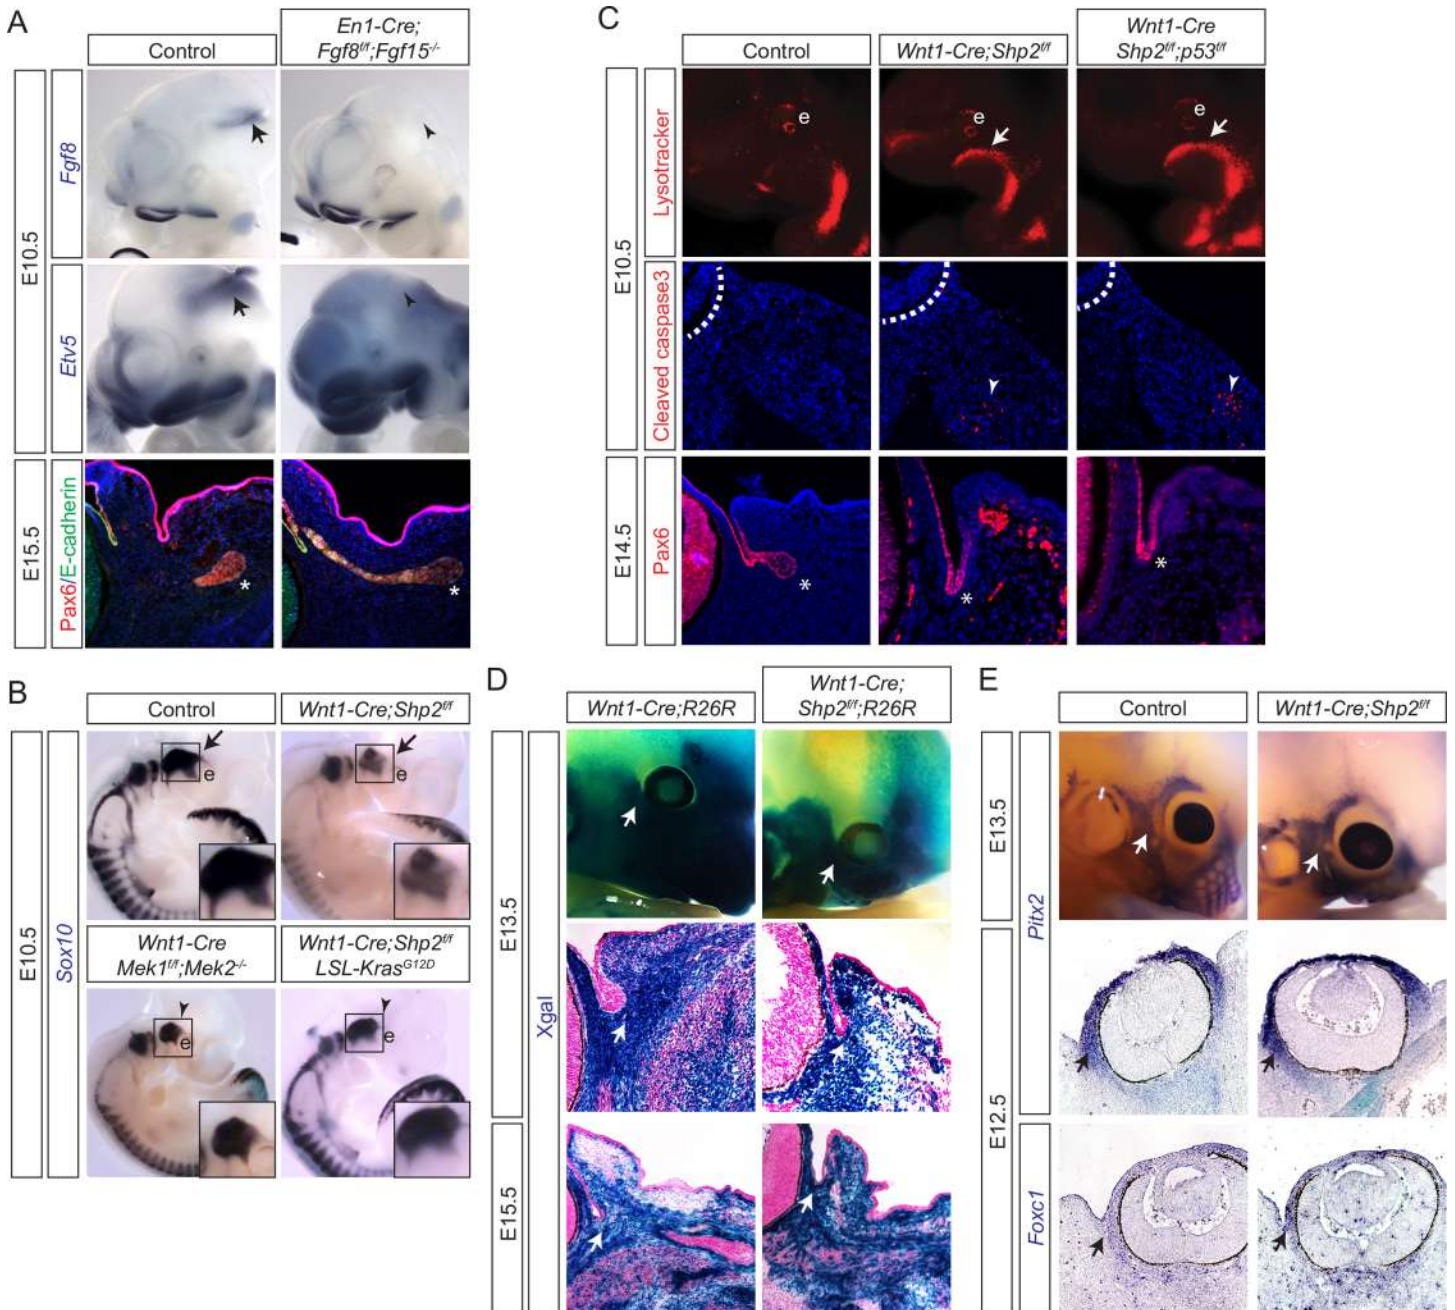 A
Control
En1-Cre;
Fgf8f/f;Fgf15-/-
E10.5
Fgf8
Etv5
E15.5
Pax6/E-cadherin
*
*
B
Control
Wnt1-Cre;Shp2f/f
E10.5
Sox10
e
e
Wnt1-Cre
Mek1f/f;Mek2-/-
Wnt1-Cre;Shp2f/f
LSL-KrasG12D
e
e
C
Control
Wnt1-Cre;Shp2f/f
Wnt1-Cre
Shp2f/f;p53f/f
E10.5
Lysotracker
e
e
e
Cleaved caspase3
E14.5
Pax6
*
*
*
D
Wnt1-Cre;R26R
Wnt1-Cre;
Shp2f/f;R26R
E13.5
Xgal
E15.5
E
Control
Wnt1-Cre;Shp2f/f
E13.5
Pitx2
E12.5
Foxc1